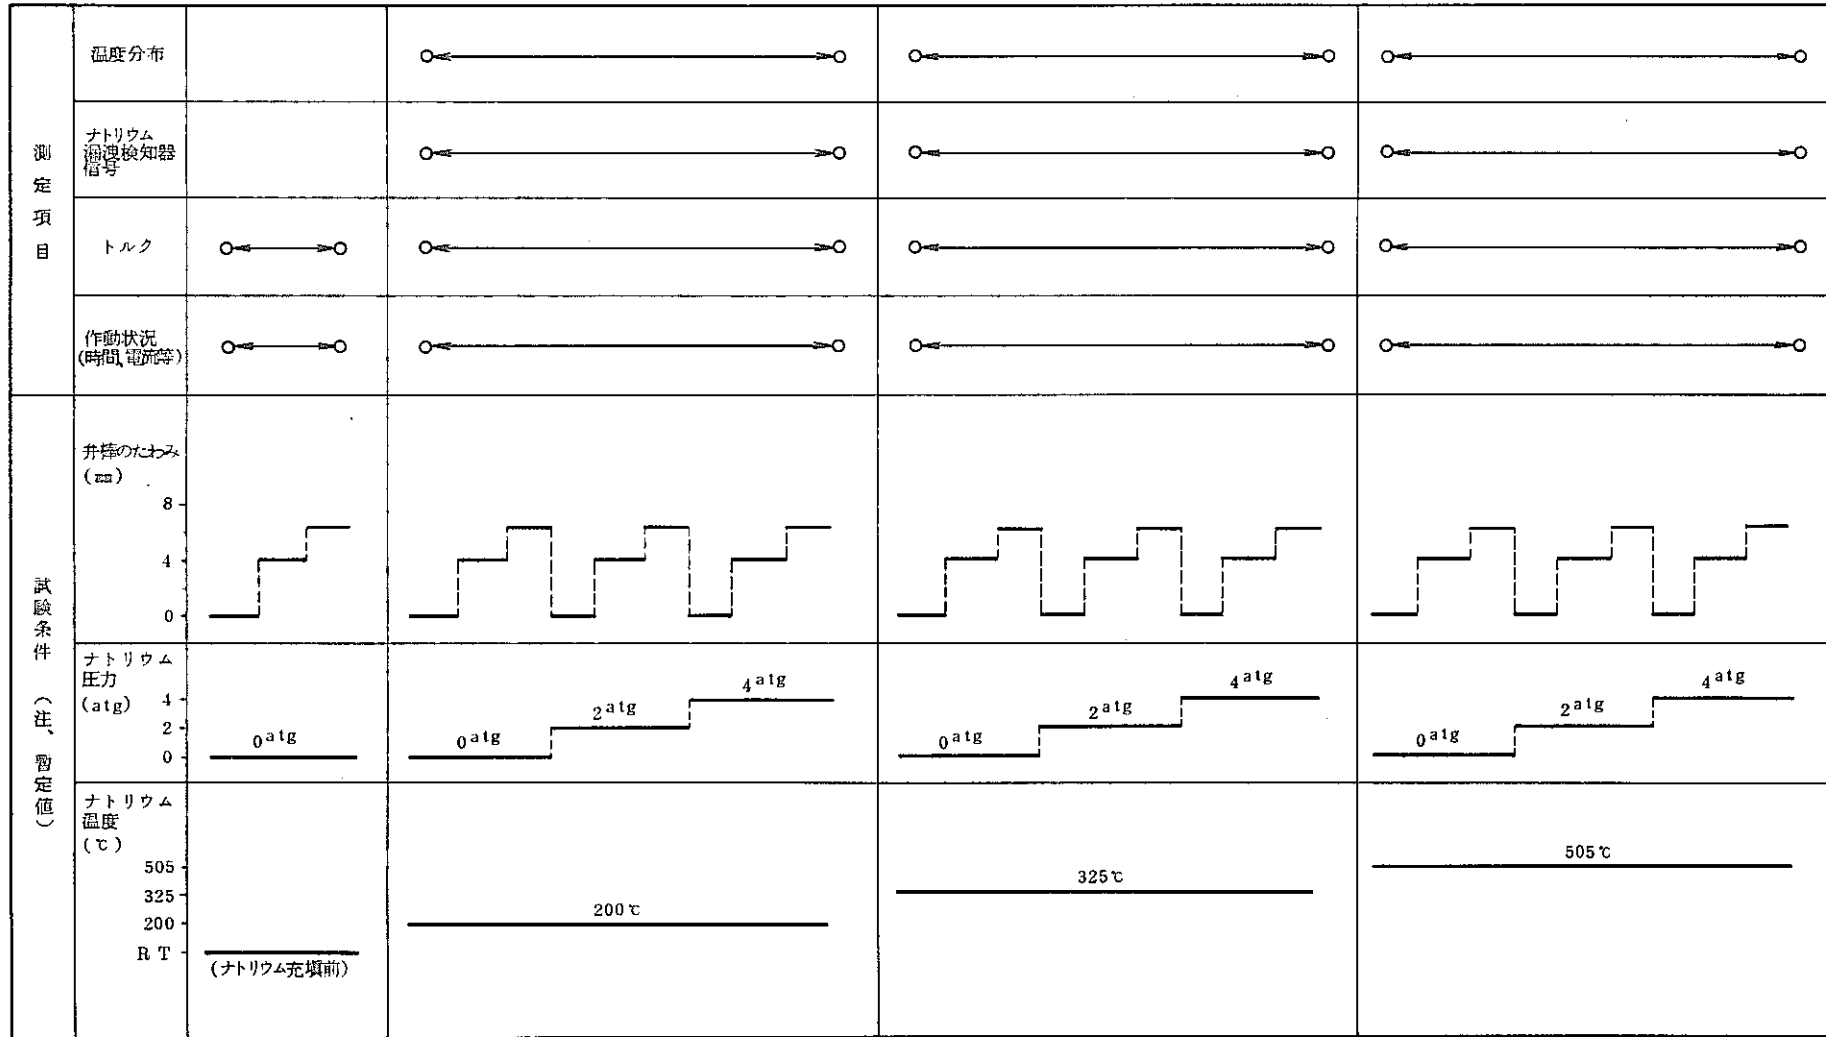 測定項目
温度分布
ナトリウム
漏洩検知器
信号
トルク
作動状況
(時間、電流等)
試験条件 (注、暫定値)
弁棒のたわみ
(㎜)
8
4
0
ナトリウム
圧力
(atg)
4
2
0
0atg
0atg
2atg
4atg
0atg
2atg
4atg
0atg
2atg
4atg
ナトリウム
温度
(℃)
505
325
200
RT
(ナトリウム充塡前)
200℃
325℃
505℃